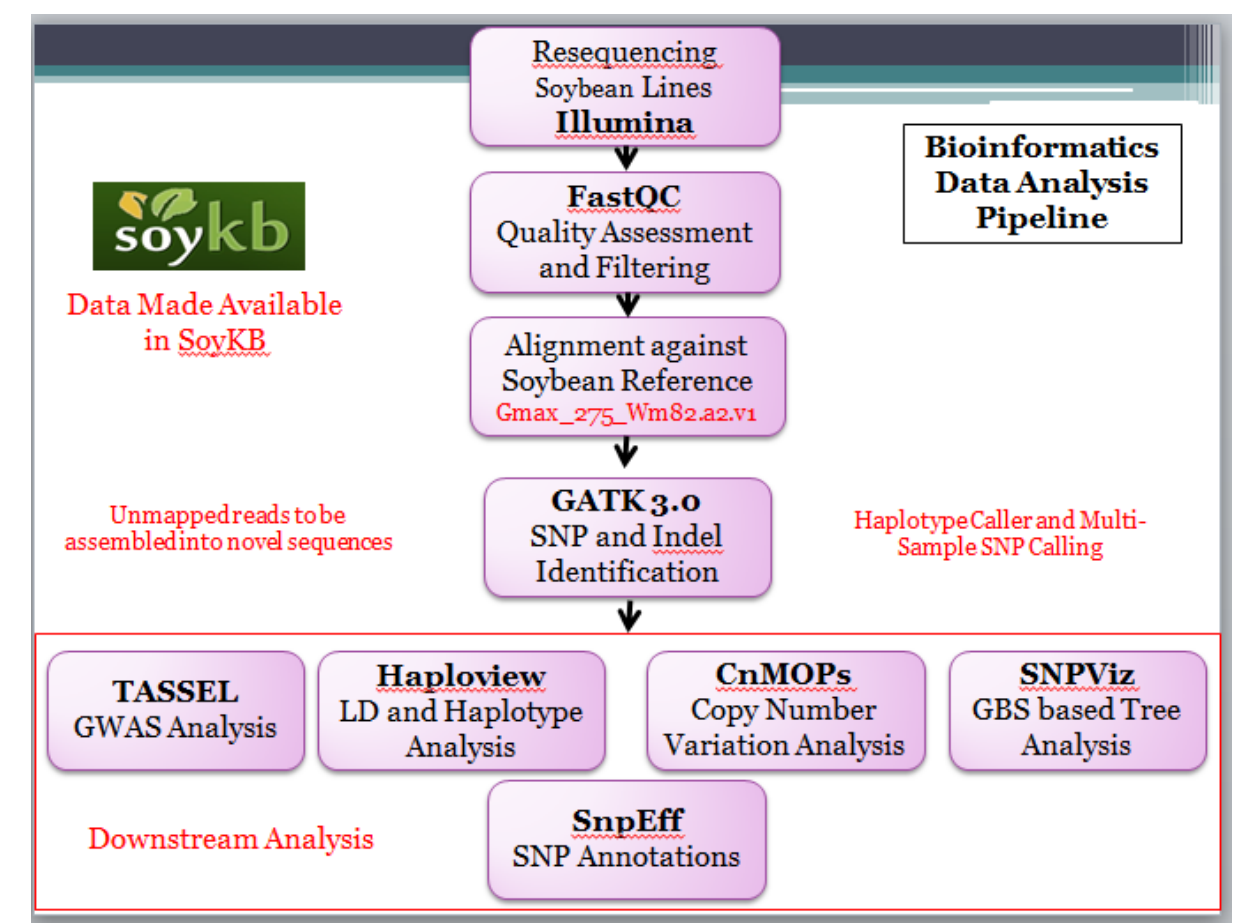 Resequencing
Soybean Lines
Illumina
Bioinformatics
Data Analysis
Pipeline
soykb
Data Made Available
in SoyKB
FastQC
Quality Assessment
and Filtering
Alignment against
Soybean Reference
Gmax_275_Wm82.a2.v1
Unmapped reads to be
assembled into novel sequences
GATK 3.0
SNP and Indel
Identification
Haplotype Caller and Multi-
Sample SNP Calling
TASSEL
GWAS Analysis
Haploview
LD and Haplotype
Analysis
CnMOPs
Copy Number
Variation Analysis
SNPViz
GBS based Tree
Analysis
Downstream Analysis
SnpEff
SNP Annotations